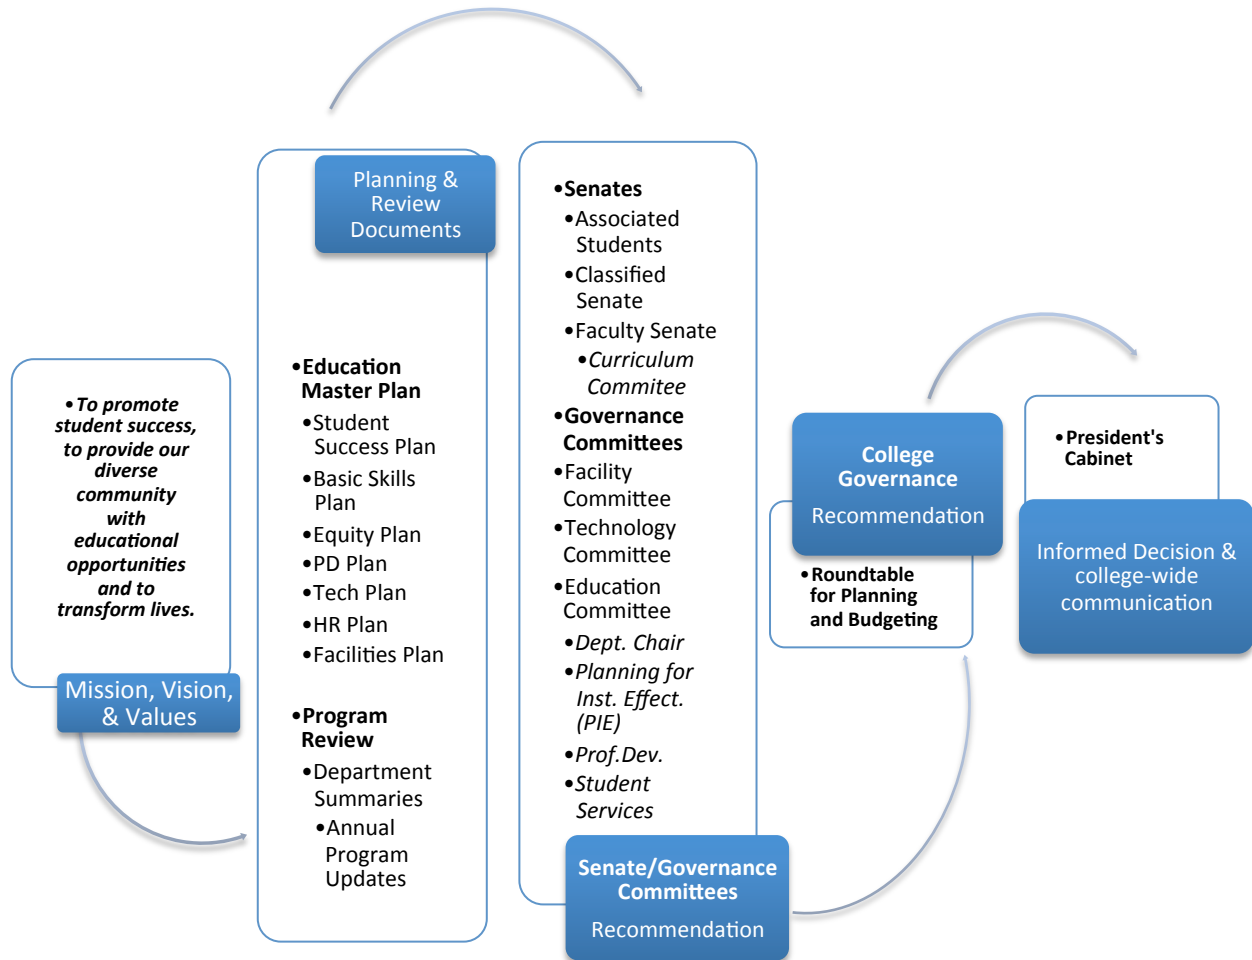 •To promote
student success,
to provide our
diverse
community
with
educational
opportunities
and to
transform lives.
Mission, Vision,
& Values
Planning &
Review
Documents
•Education
Master Plan
•Student
Success Plan
•Basic Skills
Plan
•Equity Plan
•PD Plan
•Tech Plan
•HR Plan
•Facilities Plan
•Program
Review
•Department
Summaries
•Annual
Program
Updates
•Senates
•Associated
Students
•Classified
Senate
•Faculty Senate
•Curriculum
Commitee
•Governance
Committees
•Facility
Committee
•Technology
Committee
•Education
Committee
•Dept. Chair
•Planning for
Inst. Effect.
(PIE)
•Prof.Dev.
•Student
Services
Senate/Governance
Committees
Recommendation
College
Governance
Recommendation
•Roundtable
for Planning
and Budgeting
•President's
Cabinet
Informed Decision &
college-wide
communication